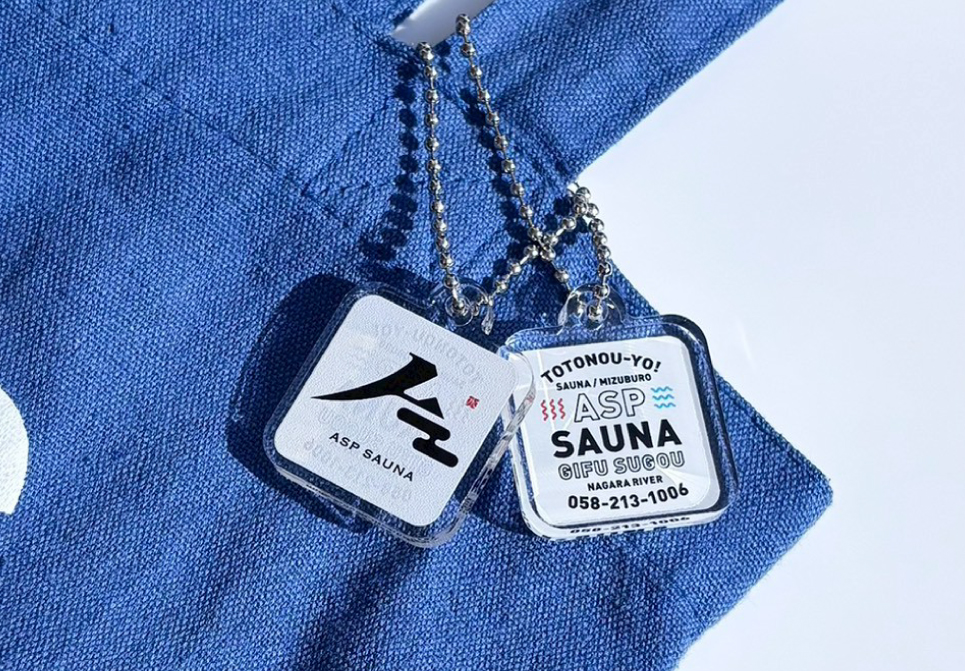 ASP SAUNA
TOTONOU-YO!
SAUNA / MIZUBURO
ASP
SAUNA
GIFU SUGOU
NAGARA RIVER
058-213-1006